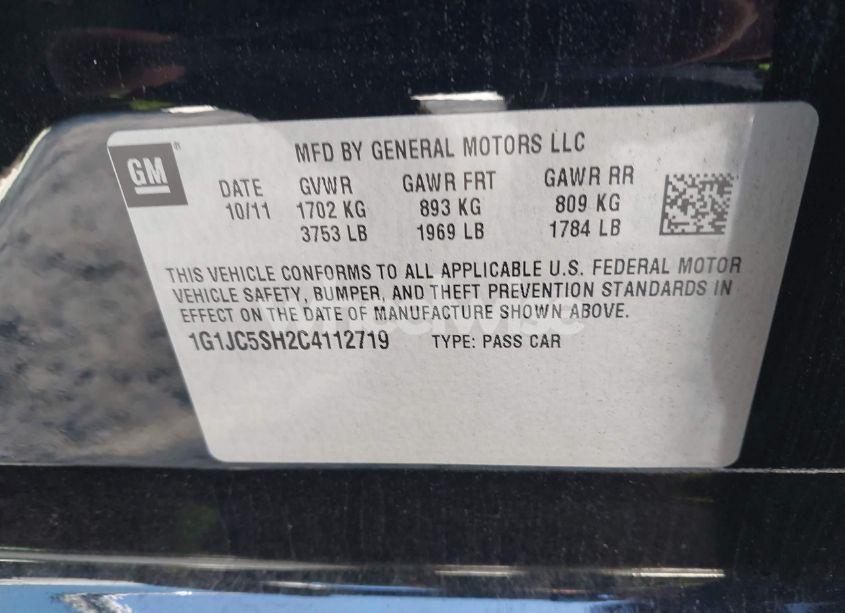 GM
MFD BY GENERAL MOTORS LLC
DATE GVWR GAWR FRT GAWR RR
10/11 1702 KG 893 KG 809 KG
3753 LB 1969 LB 1784 LB
THIS VEHICLE CONFORMS TO ALL APPLICABLE U.S. FEDERAL MOTOR
VEHICLE SAFETY, BUMPER, AND THEFT PREVENTION STANDARDS IN
EFFECT ON THE DATE OF MANUFACTURE SHOWN ABOVE.
1G1JC5SH2C4112719 TYPE: PASS CAR